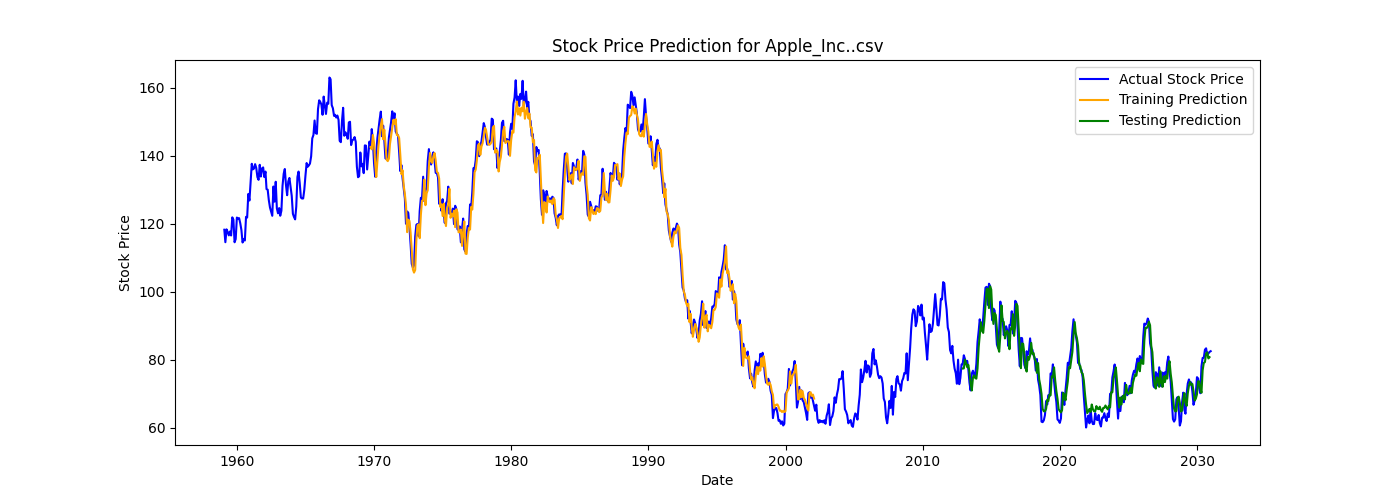 Stock Price Prediction for Apple_Inc..csv
Actual Stock Price
Training Prediction
Testing Prediction
Stock Price
160
140
120
100
80
60
1960
1970
1980
1990
2000
2010
2020
2030
Date